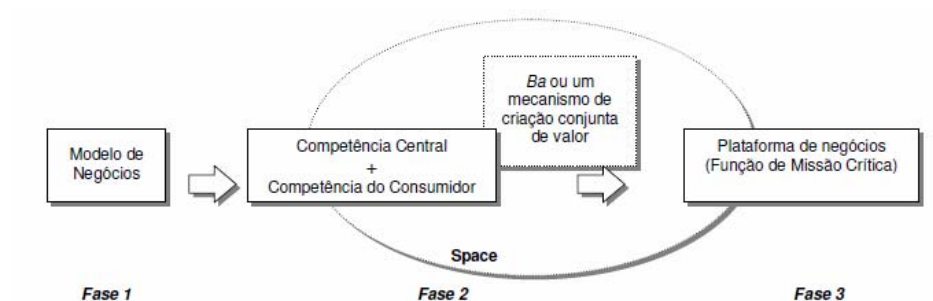 Modelo de
Negócios
Competência Central
+
Competência do Consumidor
Ba ou um
mecanismo de
criação conjunta
de valor
Plataforma de negócios
(Função de Missão Crítica)
Space
Fase 1
Fase 2
Fase 3